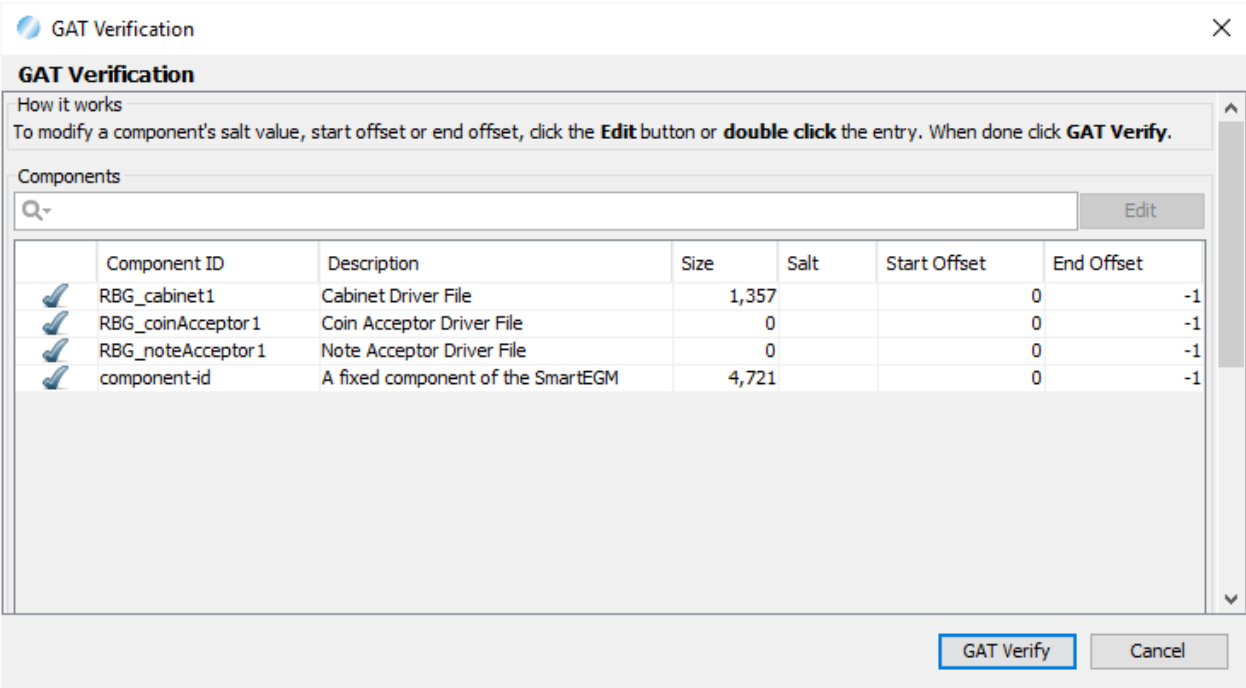 GAT Verification
GAT Verification
How it works
To modify a component's salt value, start offset or end offset, click the Edit button or double click the entry. When done click GAT Verify.
Components
Edit
Component ID Description Size Salt Start Offset End Offset
RBG_cabinet1 Cabinet Driver File 1,357 0 -1
RBG_coinAcceptor1 Coin Acceptor Driver File 0 0 -1
RBG_noteAcceptor1 Note Acceptor Driver File 0 0 -1
component-id A fixed component of the SmartEGM 4,721 0 -1
GAT Verify Cancel